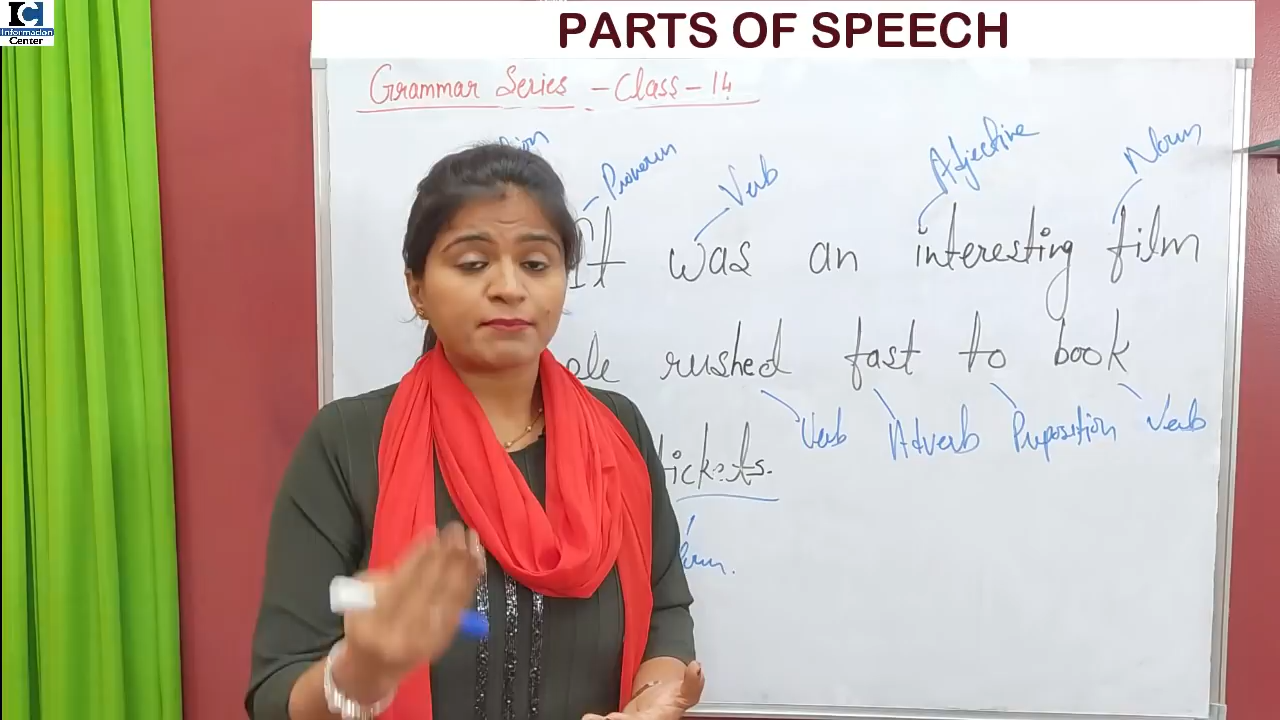 IC
Information
Center
PARTS OF SPEECH
Grammar Series - Class - 14
Pronoun Verb Adjective Noun
It was an interesting film
rushed fast to book
Verb Adverb Preposition Verb
tickets.